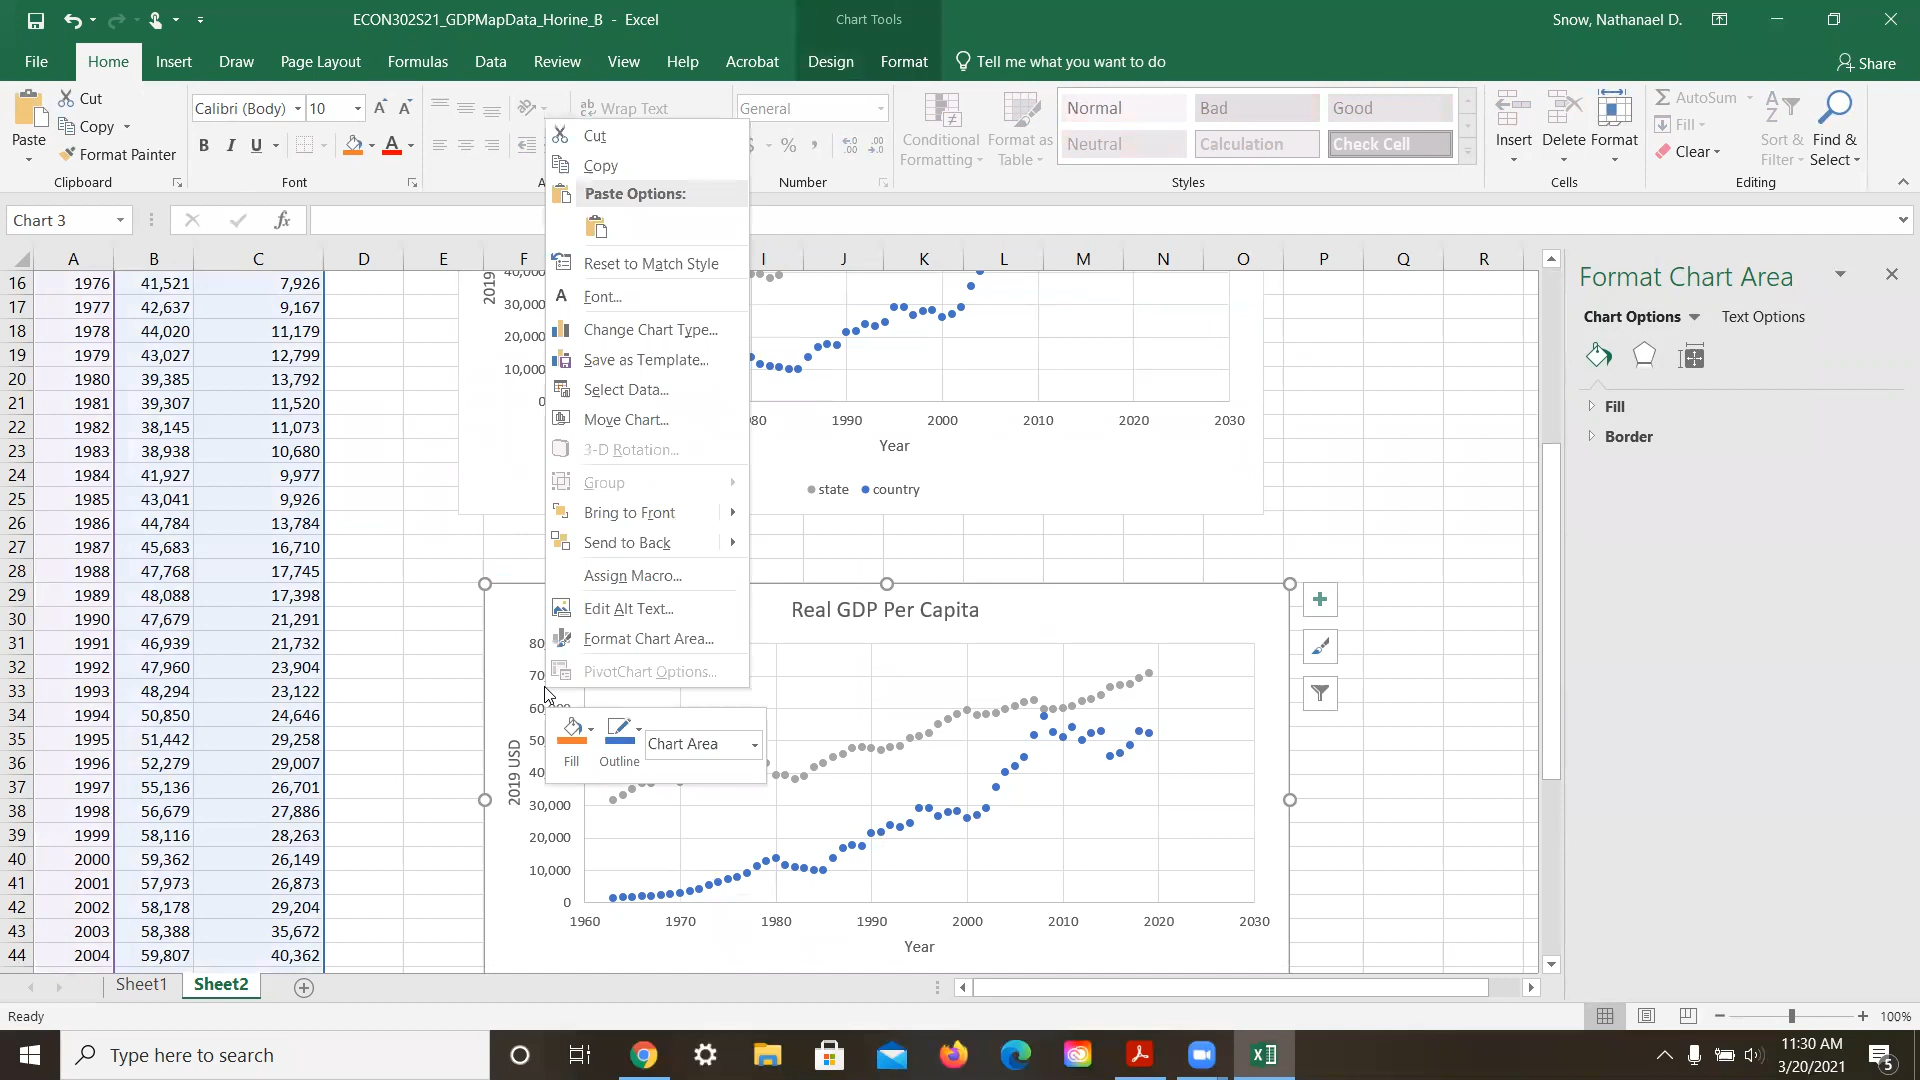 ECON302S21_GDPMapData_Horine_B - Excel
Chart Tools
Snow, Nathanael D.
File Home Insert Draw Page Layout Formulas Data Review View Help Acrobat Design Format Tell me what you want to do Share
Paste
Cut
Copy
Format Painter
Clipboard
Calibri (Body) 10
B I U
Font
ab Wrap Text
General
% ,
Number
Conditional Formatting
Format as Table
Normal Bad Good
Neutral Calculation Check Cell
Styles
Insert Delete Format
Cells
AutoSum
Fill
Clear
Sort & Filter
Find & Select
Editing
Chart 3
fx
A B C D E F I J K L M N O P Q R
16 1976 41,521 7,926
17 1977 42,637 9,167
18 1978 44,020 11,179
19 1979 43,027 12,799
20 1980 39,385 13,792
21 1981 39,307 11,520
22 1982 38,145 11,073
23 1983 38,938 10,680
24 1984 41,927 9,977
25 1985 43,041 9,926
26 1986 44,784 13,784
27 1987 45,683 16,710
28 1988 47,768 17,745
29 1989 48,088 17,398
30 1990 47,679 21,291
31 1991 46,939 21,732
32 1992 47,960 23,904
33 1993 48,294 23,122
34 1994 50,850 24,646
35 1995 51,442 29,258
36 1996 52,279 29,007
37 1997 55,136 26,701
38 1998 56,679 27,886
39 1999 58,116 28,263
40 2000 59,362 26,149
41 2001 57,973 26,873
42 2002 58,178 29,204
43 2003 58,388 35,672
44 2004 59,807 40,362
Cut
Copy
Paste Options:
Reset to Match Style
Font...
Change Chart Type...
Save as Template...
Select Data...
Move Chart...
3-D Rotation...
Group
Bring to Front
Send to Back
Assign Macro...
Edit Alt Text...
Format Chart Area...
PivotChart Options...
Fill
Outline
Chart Area
2019
40,000
30,000
20,000
10,000
0
80 1990 2000 2010 2020 2030
Year
state country
Real GDP Per Capita
2019 USD
80
70
60
50
40
30,000
20,000
10,000
0
1960 1970 1980 1990 2000 2010 2020 2030
Year
Format Chart Area
Chart Options Text Options
Fill
Border
Sheet1 Sheet2
Ready
100%
Type here to search
11:30 AM
3/20/2021
5